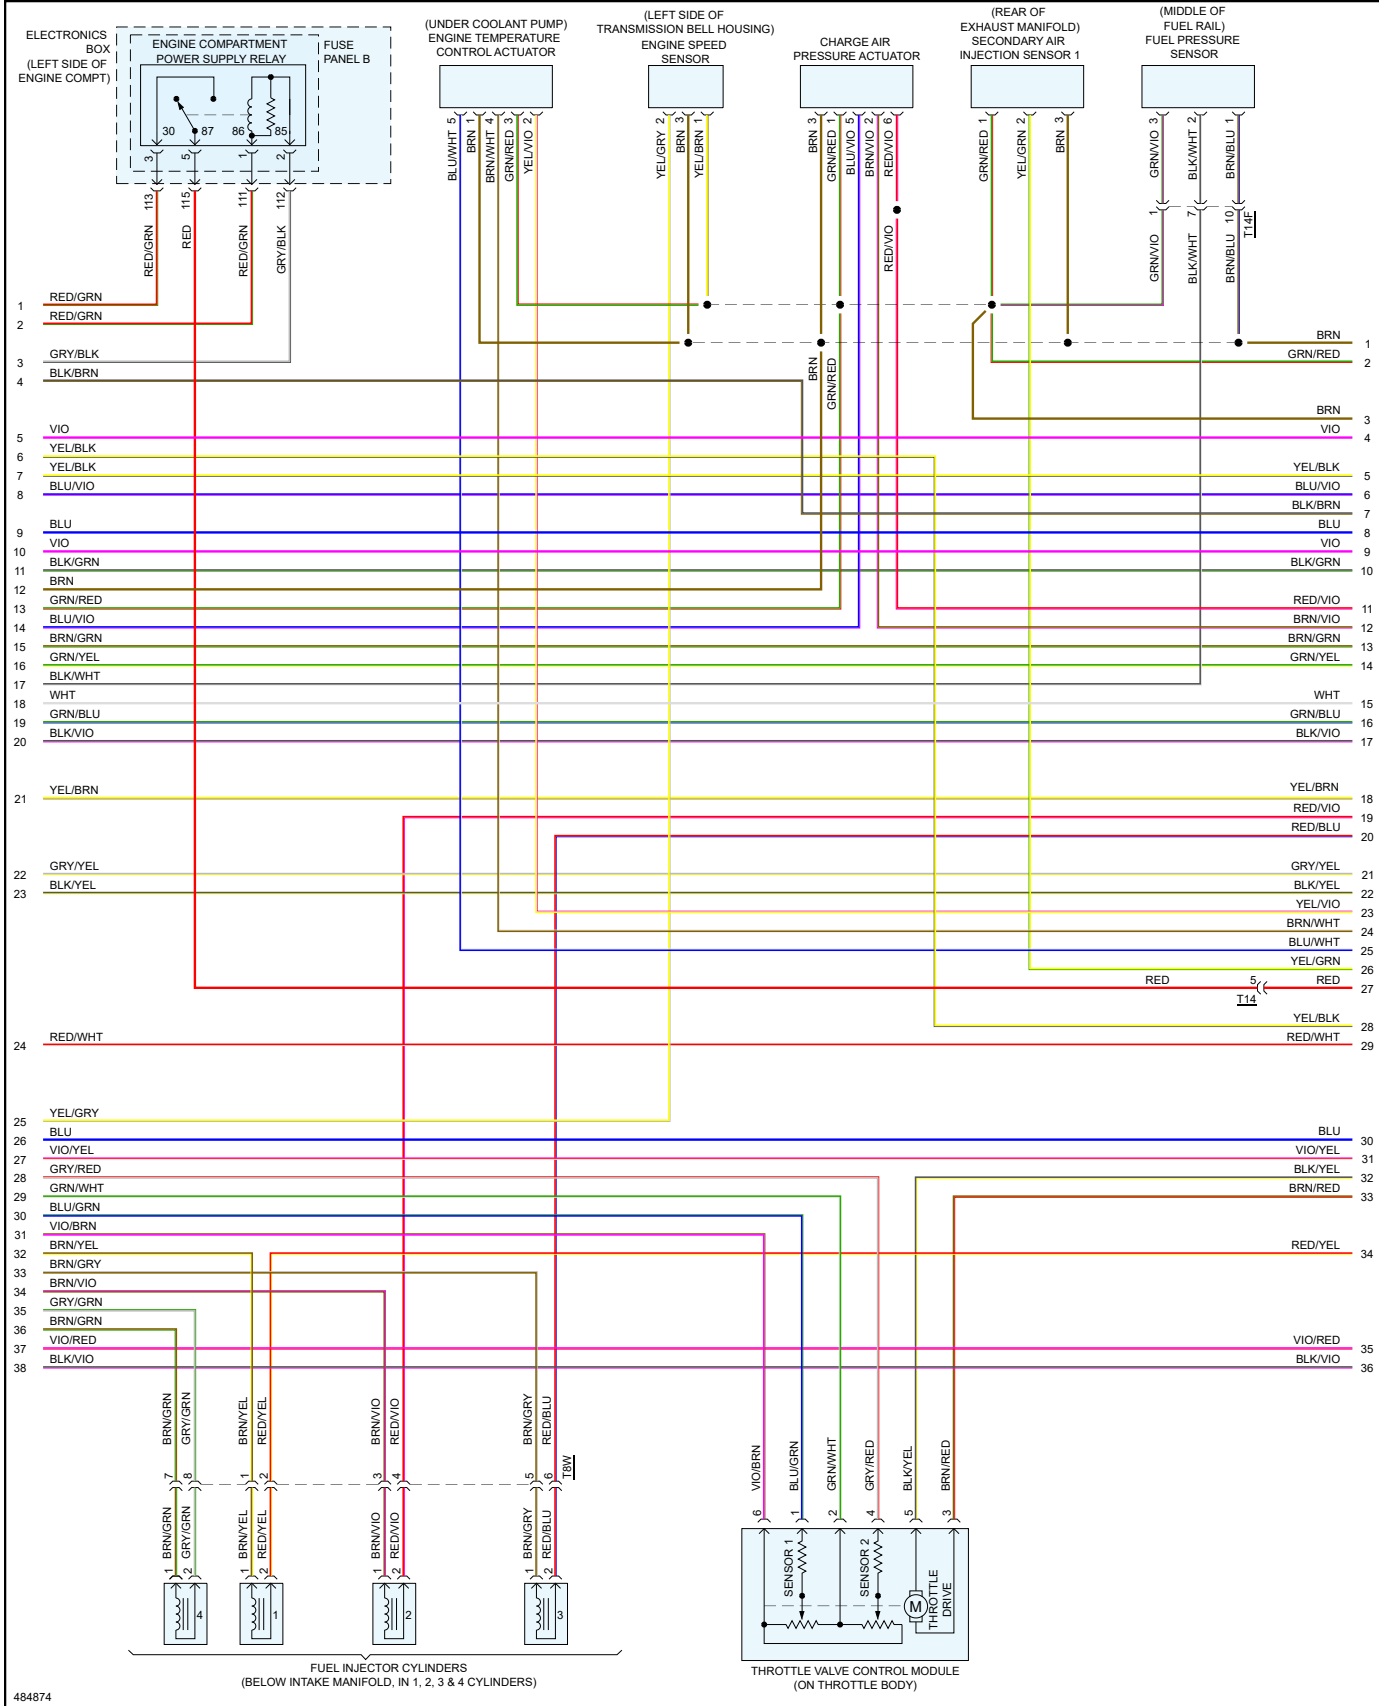 ELECTRONICS
BOX
(LEFT SIDE OF
ENGINE COMPT)
ENGINE COMPARTMENT
POWER SUPPLY RELAY
FUSE
PANEL B
30 87 86 85
3 5 1 2
113 115 111 112
RED/GRN RED RED/GRN GRY/BLK
(UNDER COOLANT PUMP)
ENGINE TEMPERATURE
CONTROL ACTUATOR
5 1 4 3 2
BLU/WHT BRN BRN/WHT GRN/RED YEL/VIO
(LEFT SIDE OF
TRANSMISSION BELL HOUSING)
ENGINE SPEED
SENSOR
2 3 1
YEL/GRY BRN YEL/BRN
CHARGE AIR
PRESSURE ACTUATOR
3 1 5 2 6
BRN GRN/RED BLU/VIO BRN/VIO RED/VIO
RED/VIO
BRN GRN/RED
(REAR OF
EXHAUST MANIFOLD)
SECONDARY AIR
INJECTION SENSOR 1
1 2 3
GRN/RED YEL/GRN BRN
(MIDDLE OF
FUEL RAIL)
FUEL PRESSURE
SENSOR
3 2 1
GRN/VIO BLK/WHT BRN/BLU
1 7 10 T14F
GRN/VIO BLK/WHT BRN/BLU
1 RED/GRN
2 RED/GRN
3 GRY/BLK
4 BLK/BRN
5 VIO
6 YEL/BLK
7 YEL/BLK
8 BLU/VIO
9 BLU
10 VIO
11 BLK/GRN
12 BRN
13 GRN/RED
14 BLU/VIO
15 BRN/GRN
16 GRN/YEL
17 BLK/WHT
18 WHT
19 GRN/BLU
20 BLK/VIO
21 YEL/BRN
22 GRY/YEL
23 BLK/YEL
24 RED/WHT
25 YEL/GRY
26 BLU
27 VIO/YEL
28 GRY/RED
29 GRN/WHT
30 BLU/GRN
31 VIO/BRN
32 BRN/YEL
33 BRN/GRY
34 BRN/VIO
35 GRY/GRN
36 BRN/GRN
37 VIO/RED
38 BLK/VIO
BRN 1
GRN/RED 2
BRN 3
VIO 4
YEL/BLK 5
BLU/VIO 6
BLK/BRN 7
BLU 8
VIO 9
BLK/GRN 10
RED/VIO 11
BRN/VIO 12
BRN/GRN 13
GRN/YEL 14
WHT 15
GRN/BLU 16
BLK/VIO 17
YEL/BRN 18
RED/VIO 19
RED/BLU 20
GRY/YEL 21
BLK/YEL 22
YEL/VIO 23
BRN/WHT 24
BLU/WHT 25
YEL/GRN 26
RED 5 RED 27
T14
YEL/BLK 28
RED/WHT 29
BLU 30
VIO/YEL 31
BLK/YEL 32
BRN/RED 33
RED/YEL 34
VIO/RED 35
BLK/VIO 36
BRN/GRN GRY/GRN BRN/YEL RED/YEL BRN/VIO RED/VIO BRN/GRY RED/BLU
7 8 1 2 3 4 5 6 T8W
BRN/GRN GRY/GRN BRN/YEL RED/YEL BRN/VIO RED/VIO BRN/GRY RED/BLU
1 2 1 2 1 2 1 2
4 1 2 3
FUEL INJECTOR CYLINDERS
(BELOW INTAKE MANIFOLD, IN 1, 2, 3 & 4 CYLINDERS)
VIO/BRN BLU/GRN GRN/WHT GRY/RED BLK/YEL BRN/RED
6 1 2 4 5 3
SENSOR 1
SENSOR 2
M
THROTTLE
DRIVE
THROTTLE VALVE CONTROL MODULE
(ON THROTTLE BODY)
484874